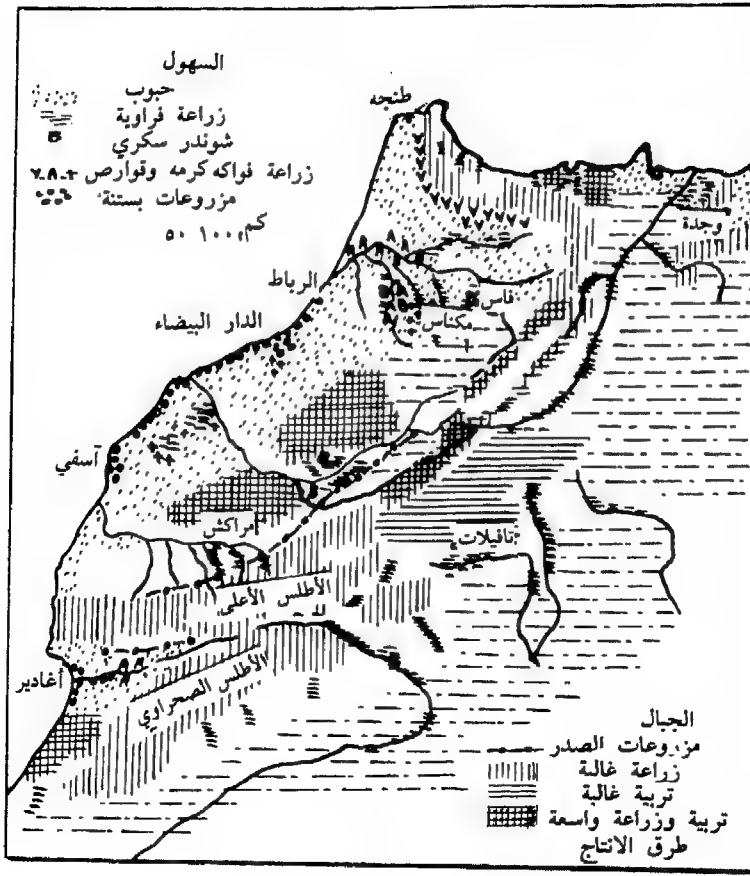 السهول
حبوب
زراعة فراوية
شوندر سكري
زراعة فواكه كرمه وقوارص Y.A.+
مزروعات بستنة
كم ١٠٠ ٥٠
طنجه
وجدة
الرباط
فاس
مكناس
الدار البيضاء
آسفي
مراكش
تافيلات
الأطلس
الأعلى
الأطلس الصحراوي
أغادير
الجبال
مزروعات الصدر
زراعة غالبة
تربية غالبة
تربية وزراعة واسعة
طرق الانتاج